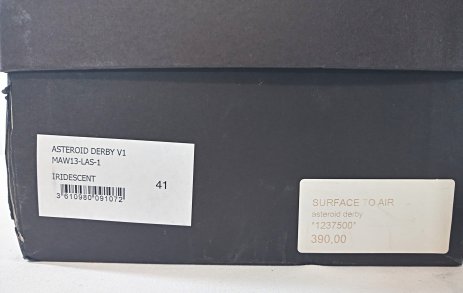 ASTEROID DERBY V1
MAW13-LAS-1
IRIDESCENT
41
3 610980 091072
SURFACE TO AIR
asteroid derby
*1237500*
390,00